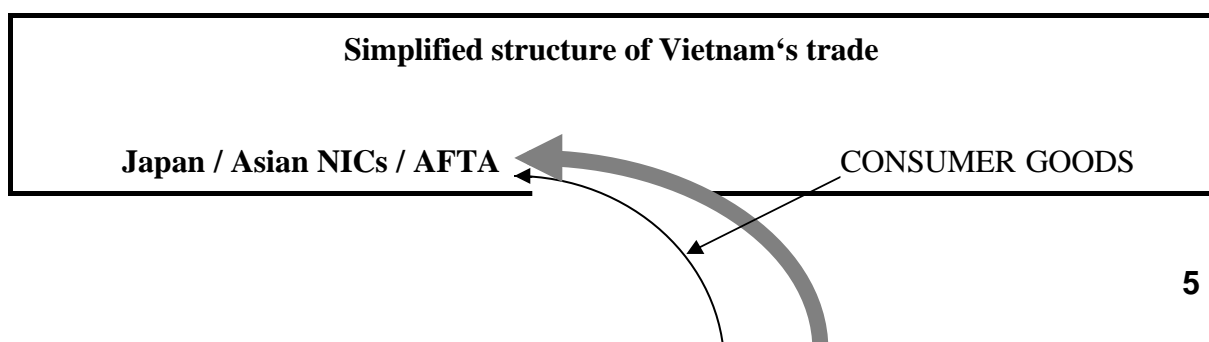 Simplified structure of Vietnam‘s trade
Japan / Asian NICs / AFTA CONSUMER GOODS
5